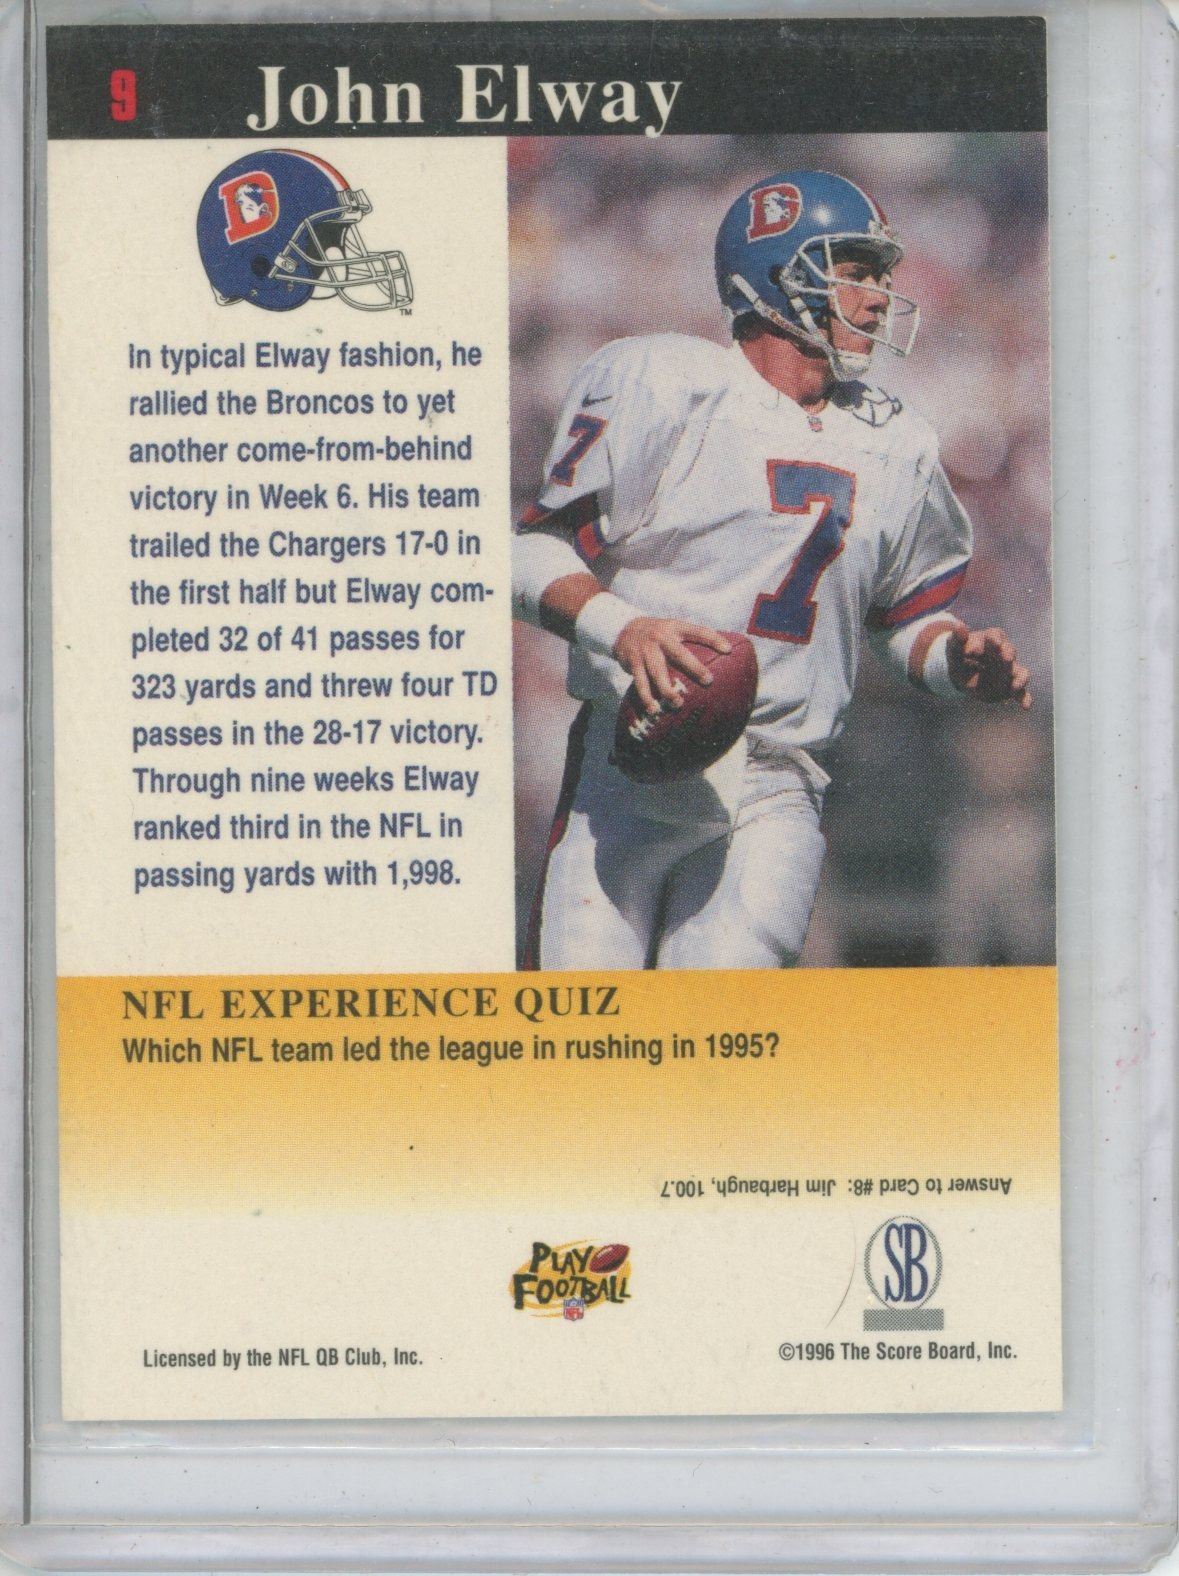 9
John Elway
D
TM
D
In typical Elway fashion, he
rallied the Broncos to yet
another come-from-behind
victory in Week 6. His team
trailed the Chargers 17-0 in
the first half but Elway com-
pleted 32 of 41 passes for
323 yards and threw four TD
passes in the 28-17 victory.
Through nine weeks Elway
ranked third in the NFL in
passing yards with 1,998.
7
7
NFL EXPERIENCE QUIZ
Which NFL team led the league in rushing in 1995?
Answer to Card #8: Jim Harbaugh, 100.7
PLAY
FOOTBALL
NFL
SB
Licensed by the NFL QB Club, Inc.
©1996 The Score Board, Inc.